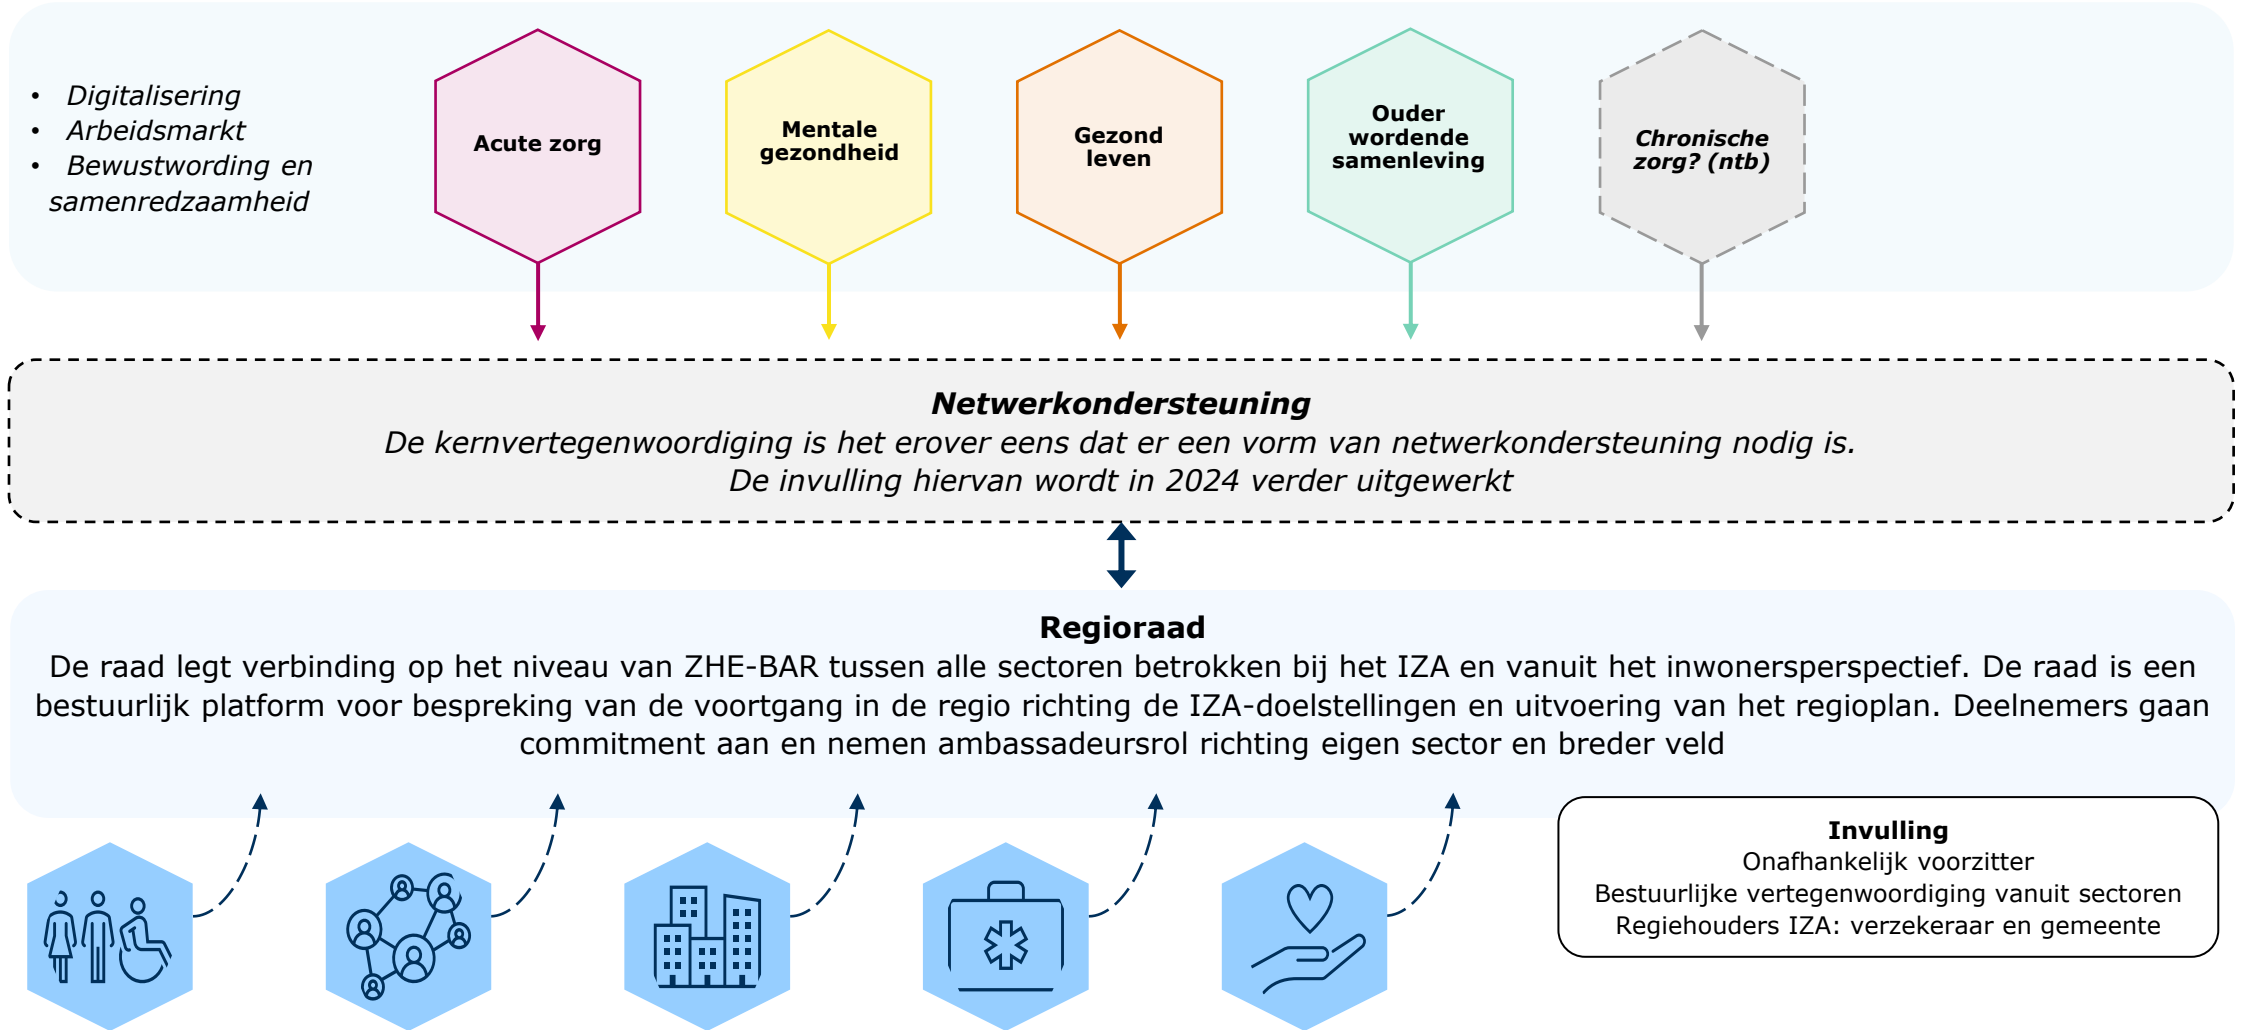 • Digitalisering
• Arbeidsmarkt
• Bewustwording en
samenredzaamheid
Acute zorg
Mentale
gezondheid
Gezond
leven
Ouder
wordende
samenleving
Chronische
zorg? (ntb)
Netwerkondersteuning
De kernvertegenwoordiging is het erover eens dat er een vorm van netwerkondersteuning nodig is.
De invulling hiervan wordt in 2024 verder uitgewerkt
Regioraad
De raad legt verbinding op het niveau van ZHE-BAR tussen alle sectoren betrokken bij het IZA en vanuit het inwonersperspectief. De raad is een
bestuurlijk platform voor bespreking van de voortgang in de regio richting de IZA-doelstellingen en uitvoering van het regioplan. Deelnemers gaan
commitment aan en nemen ambassadeursrol richting eigen sector en breder veld
Invulling
Onafhankelijk voorzitter
Bestuurlijke vertegenwoordiging vanuit sectoren
Regiehouders IZA: verzekeraar en gemeente